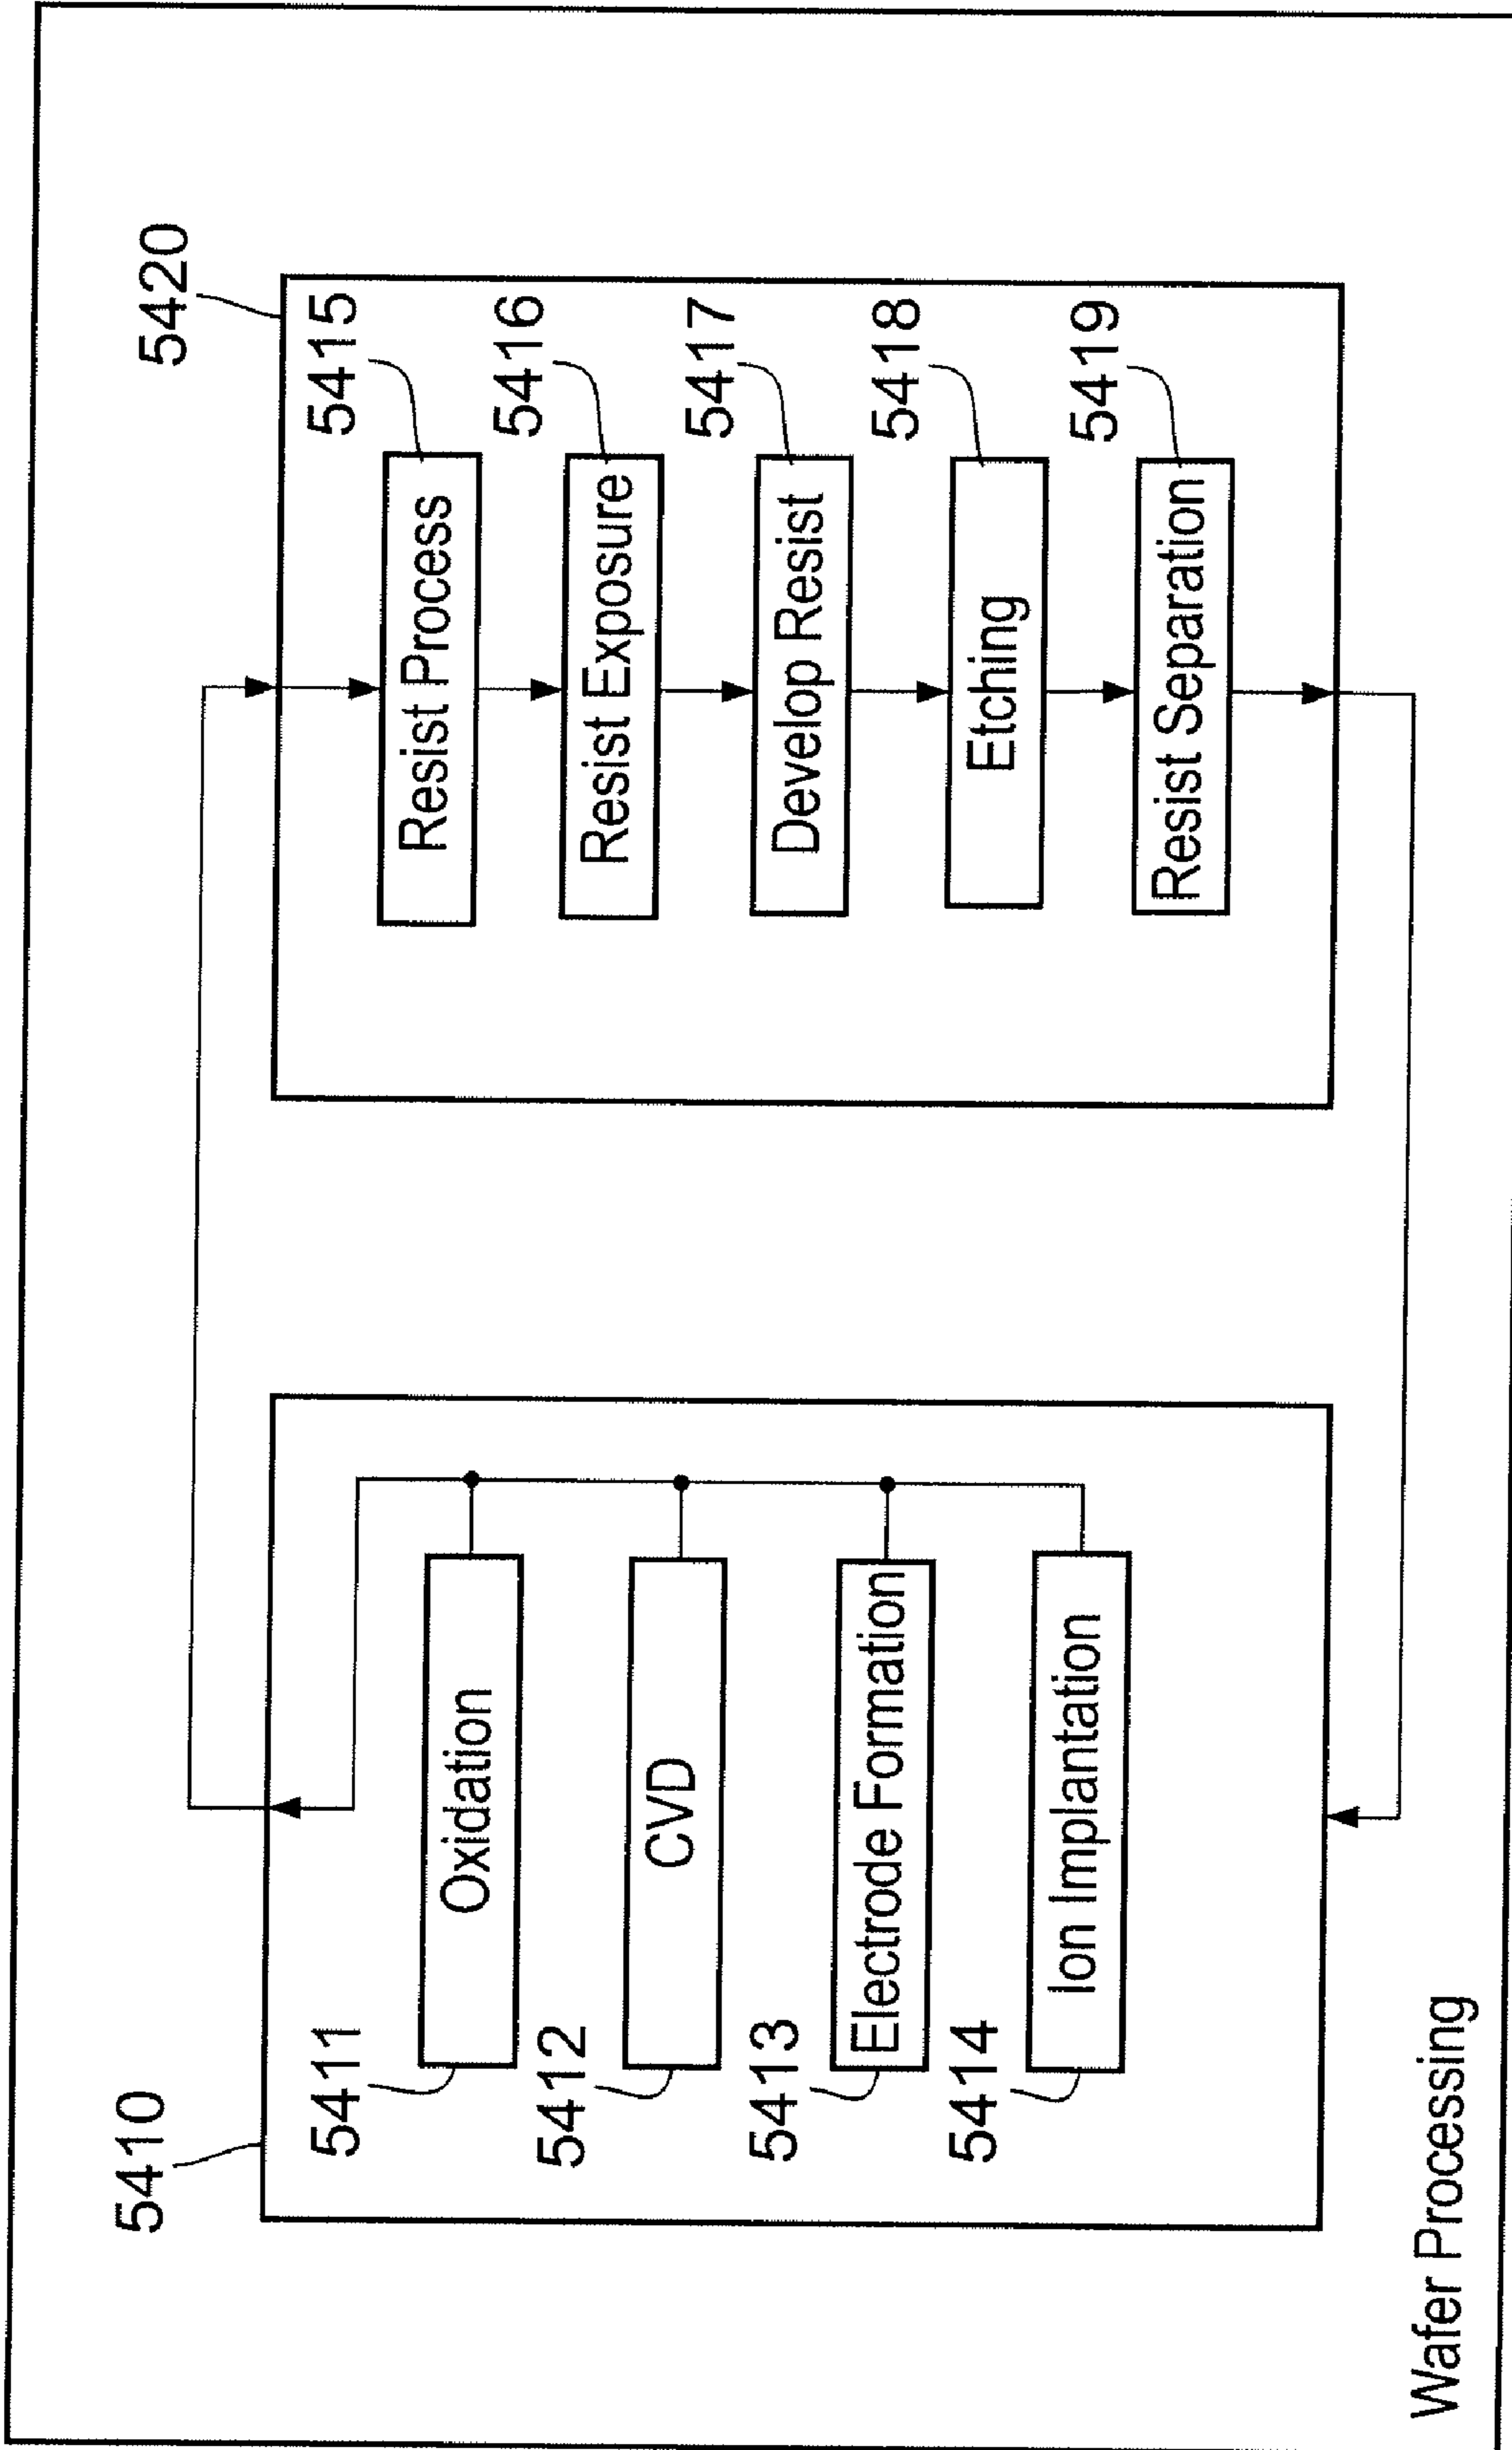 5410
5411
Oxidation
5412
CVD
5413
Electrode Formation
5414
Ion Implantation
5420
5415
Resist Process
5416
Resist Exposure
5417
Develop Resist
5418
Etching
5419
Resist Separation
Wafer Processing